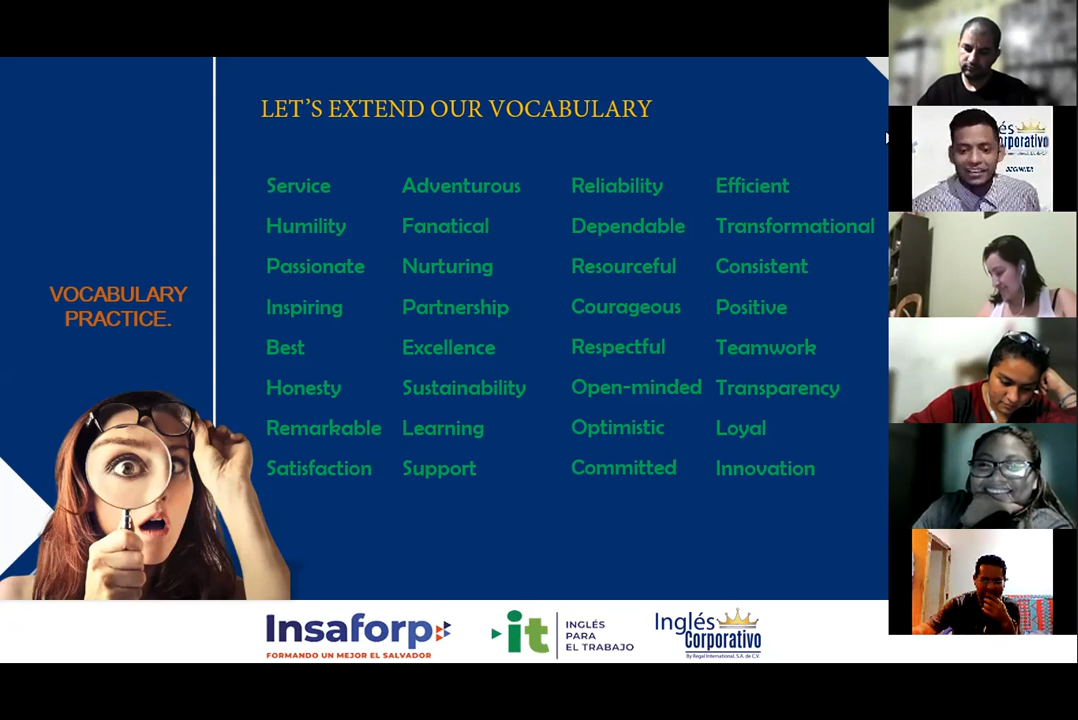 LET'S EXTEND OUR VOCABULARY
VOCABULARY
PRACTICE.
Service Adventurous Reliability Efficient
Humility Fanatical Dependable Transformational
Passionate Nurturing Resourceful Consistent
Inspiring Partnership Courageous Positive
Best Excellence Respectful Teamwork
Honesty Sustainability Open-minded Transparency
Remarkable Learning Optimistic Loyal
Satisfaction Support Committed Innovation
Insaforp
FORMANDO UN MEJOR EL SALVADOR
it
INGLÉS
PARA
EL TRABAJO
Inglés
Corporativo
By Regal International, S.A. de C.V.
és
orporativo